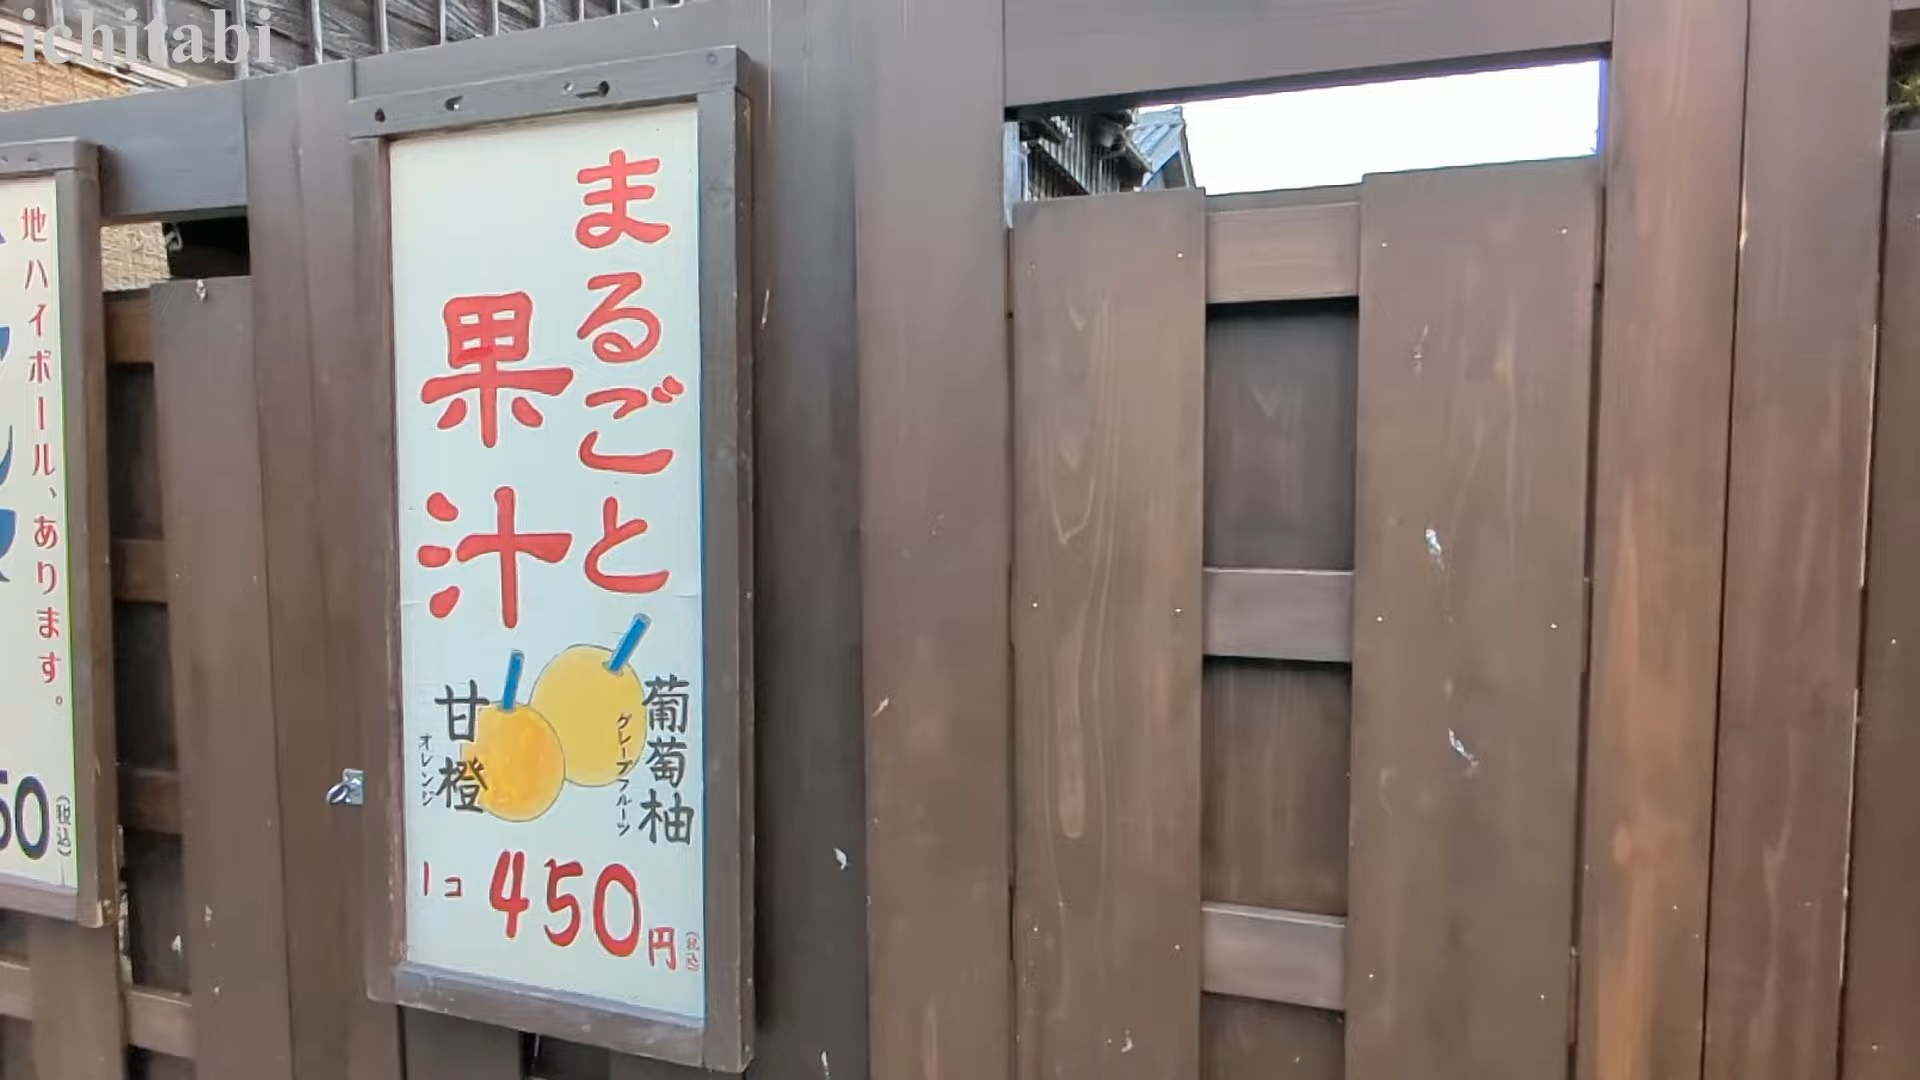 ichitabi
まるごと
果汁
葡萄柚
グレープフルーツ
甘橙
オレンジ
1コ 450円
(税込)
地ハイボール、あります。
50
(税込)